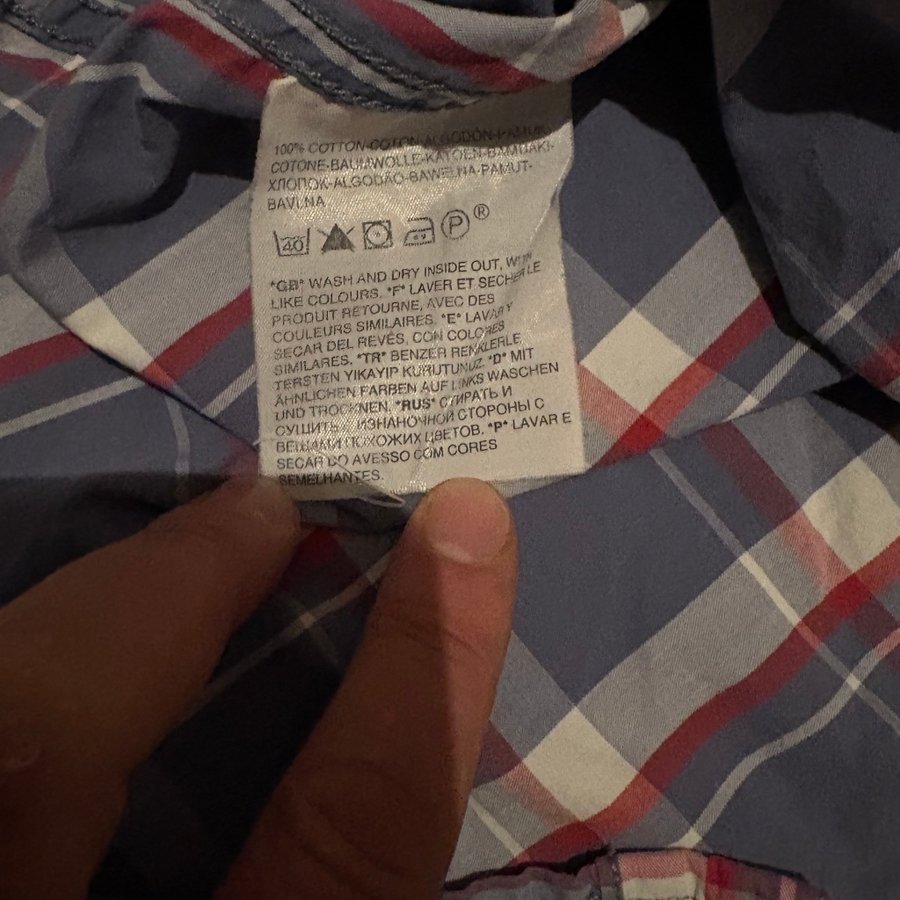 100% COTTON-COTON-ALGODÓN-PAMUK-
COTONE-BAUMWOLLE-KATOEN-ΒΑΜΠΑΚΙ-
ХЛОПОК-ALGODÃO-BAWEŁNA-PAMUT-
BAVLNA
40 P ®
*GB* WASH AND DRY INSIDE OUT, WITH
LIKE COLOURS. *F* LAVER ET SECHER LE
PRODUIT RETOURNE, AVEC DES
COULEURS SIMILAIRES. *E* LAVAR Y
SECAR DEL REVÉS, CON COLORES
SIMILARES. *TR* BENZER RENKLERLE,
TERSTEN YIKAYIP KURUTUNUZ. *D* MIT
ÄHNLICHEN FARBEN AUF LINKS WASCHEN
UND TROCKNEN. *RUS* СТИРАТЬ И
СУШИТЬ ИЗНАНОЧНОЙ СТОРОНЫ С
ВЕЩАМИ ПОХОЖИХ ЦВЕТОВ. *P* LAVAR E
SECAR DO AVESSO COM CORES
SEMELHANTES.